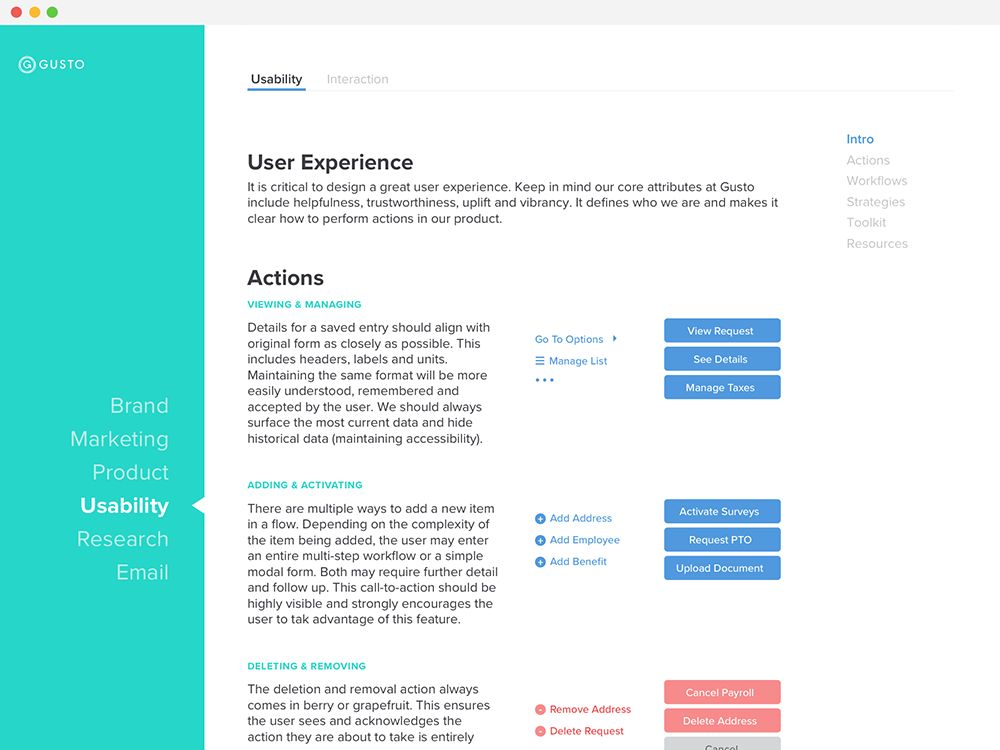 GUSTO
Brand
Marketing
Product
Usability
Research
Email
Usability
Interaction
User Experience
It is critical to design a great user experience. Keep in mind our core attributes at Gusto
include helpfulness, trustworthiness, uplift and vibrancy. It defines who we are and makes it
clear how to perform actions in our product.
Intro
Actions
Workflows
Strategies
Toolkit
Resources
Actions
VIEWING & MANAGING
Details for a saved entry should align with
original form as closely as possible. This
includes headers, labels and units.
Maintaining the same format will be more
easily understood, remembered and
accepted by the user. We should always
surface the most current data and hide
historical data (maintaining accessibility).
Go To Options
Manage List
View Request
See Details
Manage Taxes
ADDING & ACTIVATING
There are multiple ways to add a new item
in a flow. Depending on the complexity of
the item being added, the user may enter
an entire multi-step workflow or a simple
modal form. Both may require further detail
and follow up. This call-to-action should be
highly visible and strongly encourages the
user to tak advantage of this feature.
Add Address
Add Employee
Add Benefit
Activate Surveys
Request PTO
Upload Document
DELETING & REMOVING
The deletion and removal action always
comes in berry or grapefruit. This ensures
the user sees and acknowledges the
action they are about to take is entirely
Remove Address
Delete Request
Cancel Payroll
Delete Address
Cancel